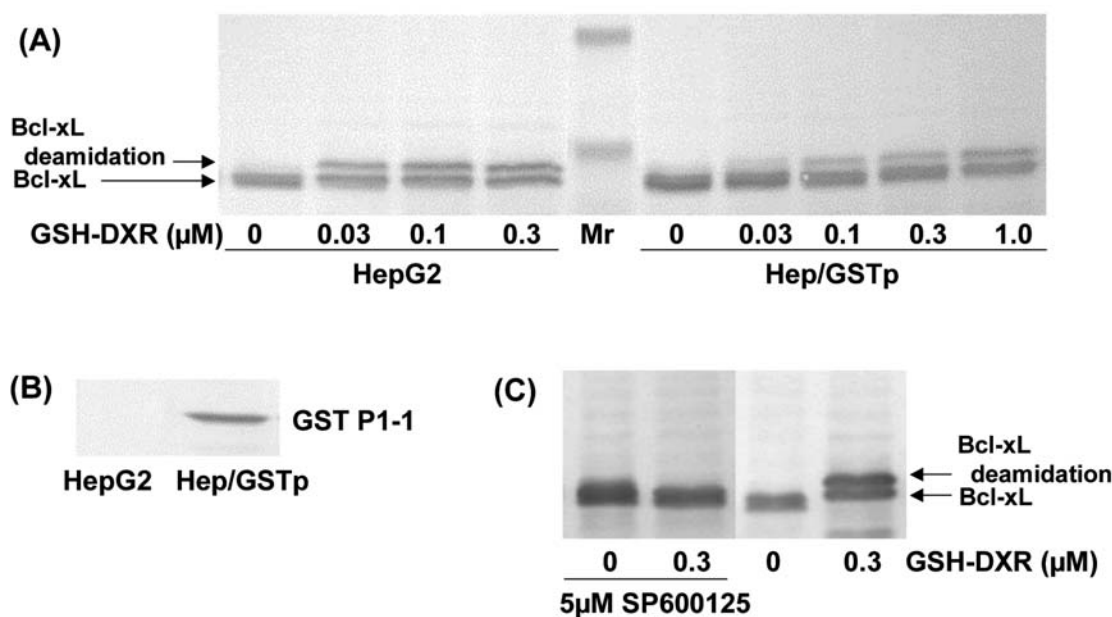 (A)
Bcl-xL
deamidation
Bcl-xL
GSH-DXR (µM) 0 0.03 0.1 0.3 Mr 0 0.03 0.1 0.3 1.0
HepG2 Hep/GSTp
(B)
GST P1-1
HepG2 Hep/GSTp
(C)
Bcl-xL
deamidation
Bcl-xL
0 0.3 0 0.3 GSH-DXR (µM)
5µM SP600125